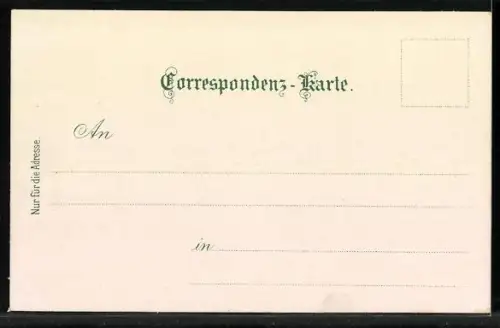 Correspondenz-Karte.
An
in
Nur für die Adresse.